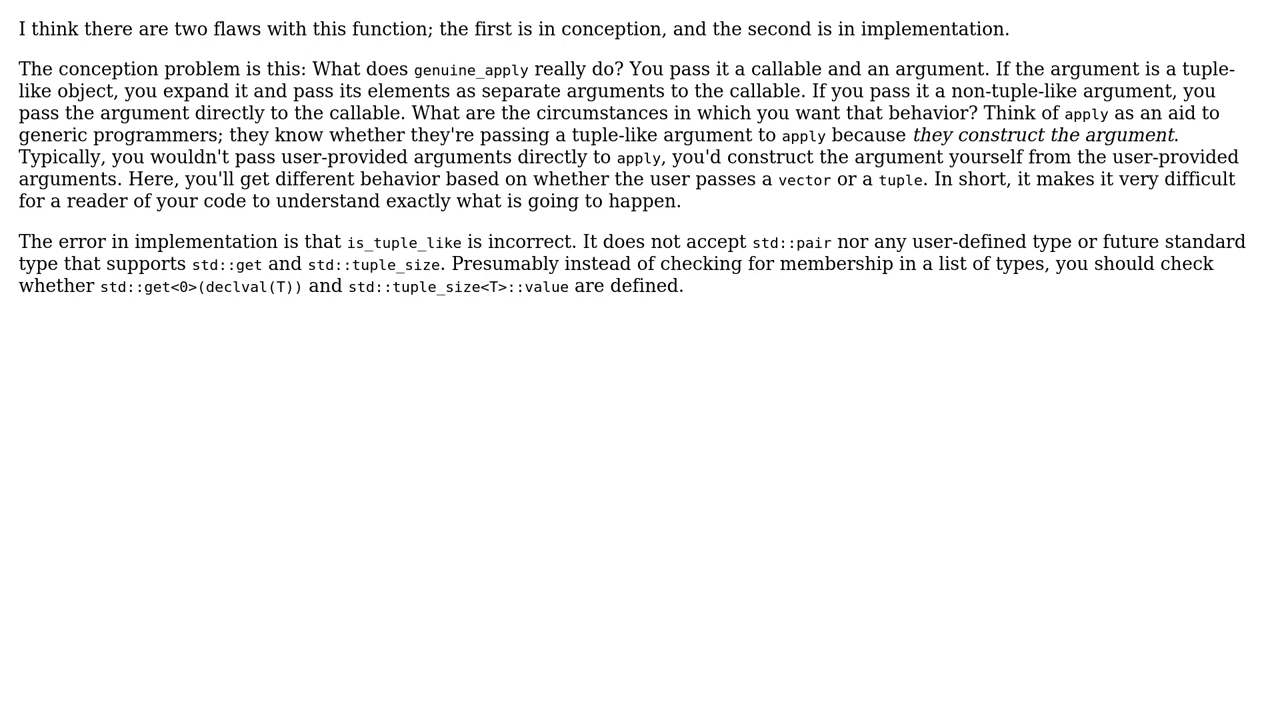 I think there are two flaws with this function; the first is in conception, and the second is in implementation.
The conception problem is this: What does genuine_apply really do? You pass it a callable and an argument. If the argument is a tuple-
like object, you expand it and pass its elements as separate arguments to the callable. If you pass it a non-tuple-like argument, you
pass the argument directly to the callable. What are the circumstances in which you want that behavior? Think of apply as an aid to
generic programmers; they know whether they're passing a tuple-like argument to apply because they construct the argument.
Typically, you wouldn't pass user-provided arguments directly to apply, you'd construct the argument yourself from the user-provided
arguments. Here, you'll get different behavior based on whether the user passes a vector or a tuple. In short, it makes it very difficult
for a reader of your code to understand exactly what is going to happen.
The error in implementation is that is_tuple_like is incorrect. It does not accept std::pair nor any user-defined type or future standard
type that supports std::get and std::tuple_size. Presumably instead of checking for membership in a list of types, you should check
whether std::get<0>(declval(T)) and std::tuple_size<T>::value are defined.